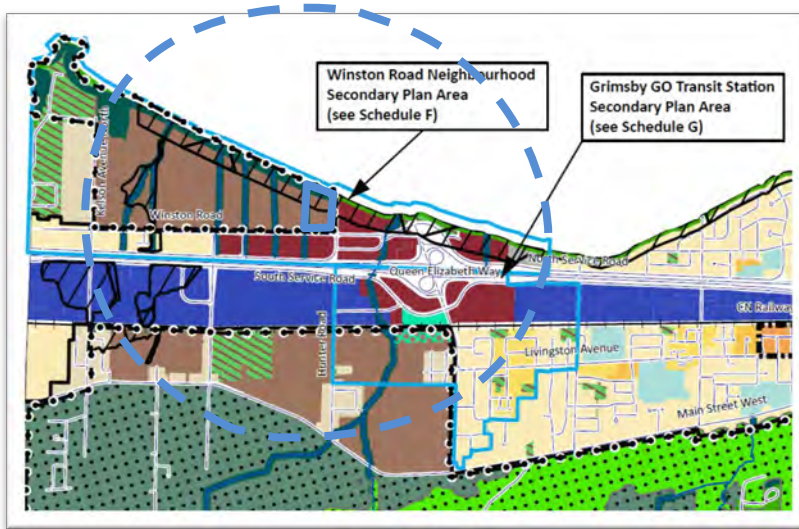 Winston Road Neighbourhood
Secondary Plan Area
(see Schedule F)
Grimsby GO Transit Station
Secondary Plan Area
(see Schedule G)
Kelson Avenue North
Winston Road
North Service Road
South Service Road
Queen Elizabeth Way
CN Railway
Hunter Road
Livingston Avenue
Main Street West